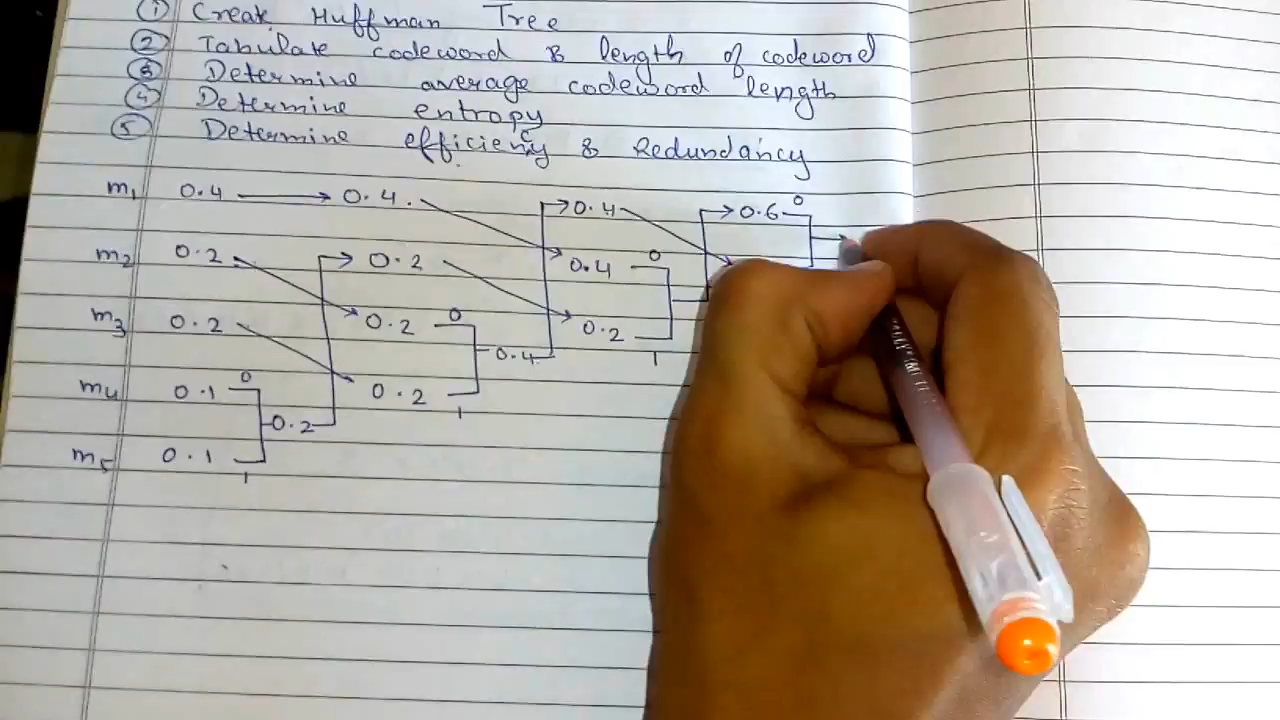 ① Create Huffman Tree
② Tabulate codeword & length of codeword
③ Determine average codeword length
④ Determine entropy
⑤ Determine efficiency & Redundancy
m1 0.4 0.4. 0.4 0.6 0
m2 0.2 0.2 0.4 0
m3 0.2 0.2 0 0.2 1
0.4
m4 0.1 0 0.2 1
0.2
m5 0.1 1